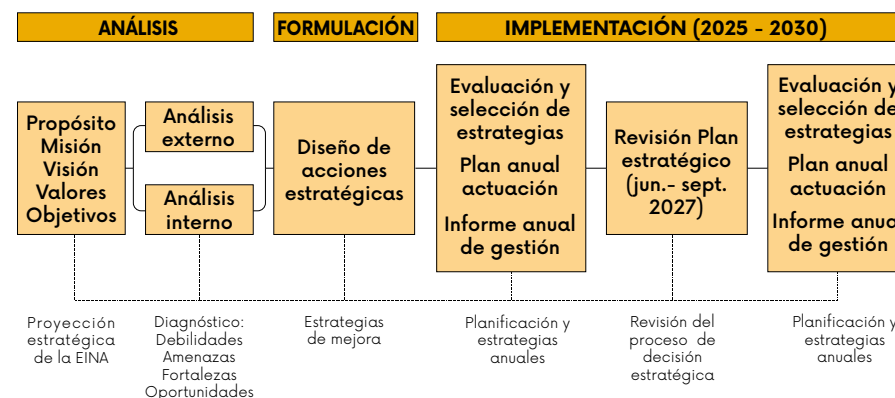 ANÁLISIS
FORMULACIÓN
IMPLEMENTACIÓN (2025 - 2030)
Propósito
Misión
Visión
Valores
Objetivos
Análisis
externo
Análisis
interno
Diseño de
acciones
estratégicas
Evaluación y
selección de
estrategias
Plan anual
actuación
Informe anual
de gestión
Revisión Plan
estratégico
(jun.- sept.
2027)
Evaluación y
selección de
estrategias
Plan anual
actuación
Informe anua
de gestión
Proyección
estratégica
de la EINA
Diagnóstico:
Debilidades
Amenazas
Fortalezas
Oportunidades
Estrategias
de mejora
Planificación y
estrategias
anuales
Revisión del
proceso de
decisión
estratégica
Planificación y
estrategias
anuales